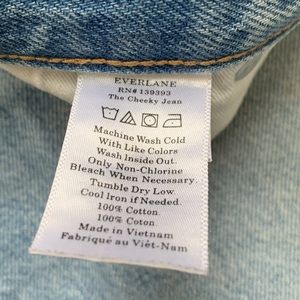 EVERLANE
RN# 139393
The Cheeky Jean
Machine Wash Cold
With Like Colors
Wash Inside Out.
Only Non-Chlorine
Bleach When Necessary
Tumble Dry Low.
Cool Iron if Needed.
100% Cotton
100% Coton
Made in Vietnam
Fabriqué au Viêt-Nam